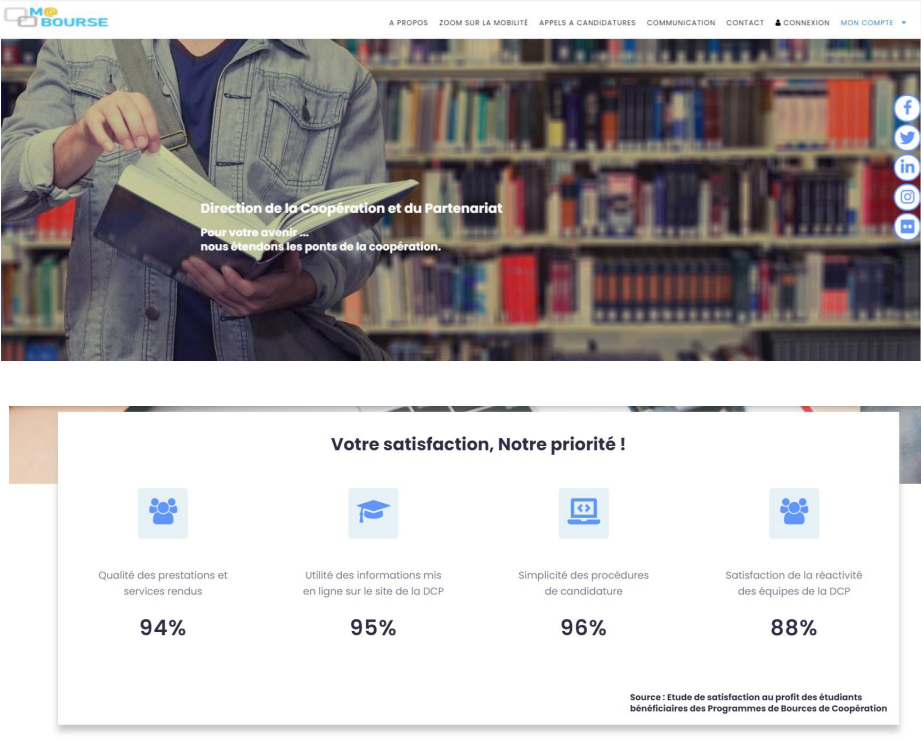 M@
BOURSE
A PROPOS ZOOM SUR LA MOBILITÉ APPELS A CANDIDATURES COMMUNICATION CONTACT CONNEXION MON COMPTE
Direction de la Coopération et du Partenariat
Pour votre avenir ...
nous étendons les ponts de la coopération.
Votre satisfaction, Notre priorité !
Qualité des prestations et
services rendus
94%
Utilité des informations mis
en ligne sur le site de la DCP
95%
Simplicité des procédures
de candidature
96%
Satisfaction de la réactivité
des équipes de la DCP
88%
Source : Etude de satisfaction au profit des étudiants
bénéficiaires des Programmes de Bources de Coopération